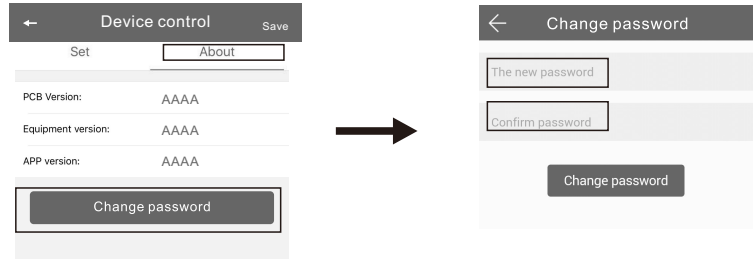 Device control
Save
Set
About
PCB Version:
AAAA
Equipment version:
AAAA
APP version:
AAAA
Change password
Change password
The new password
Confirm password
Change password